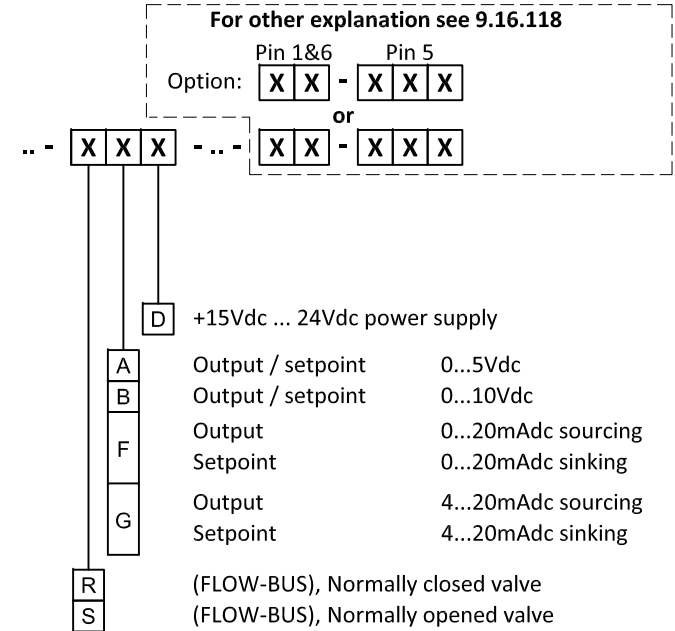 For other explanation see 9.16.118
Pin 1&6 Pin 5
Option: X X - X X X
or
.. - X X X - .. - X X - X X X
D +15Vdc ... 24Vdc power supply
A Output / setpoint 0...5Vdc
B Output / setpoint 0...10Vdc
F Output 0...20mAdc sourcing
Setpoint 0...20mAdc sinking
G Output 4...20mAdc sourcing
Setpoint 4...20mAdc sinking
R (FLOW-BUS), Normally closed valve
S (FLOW-BUS), Normally opened valve